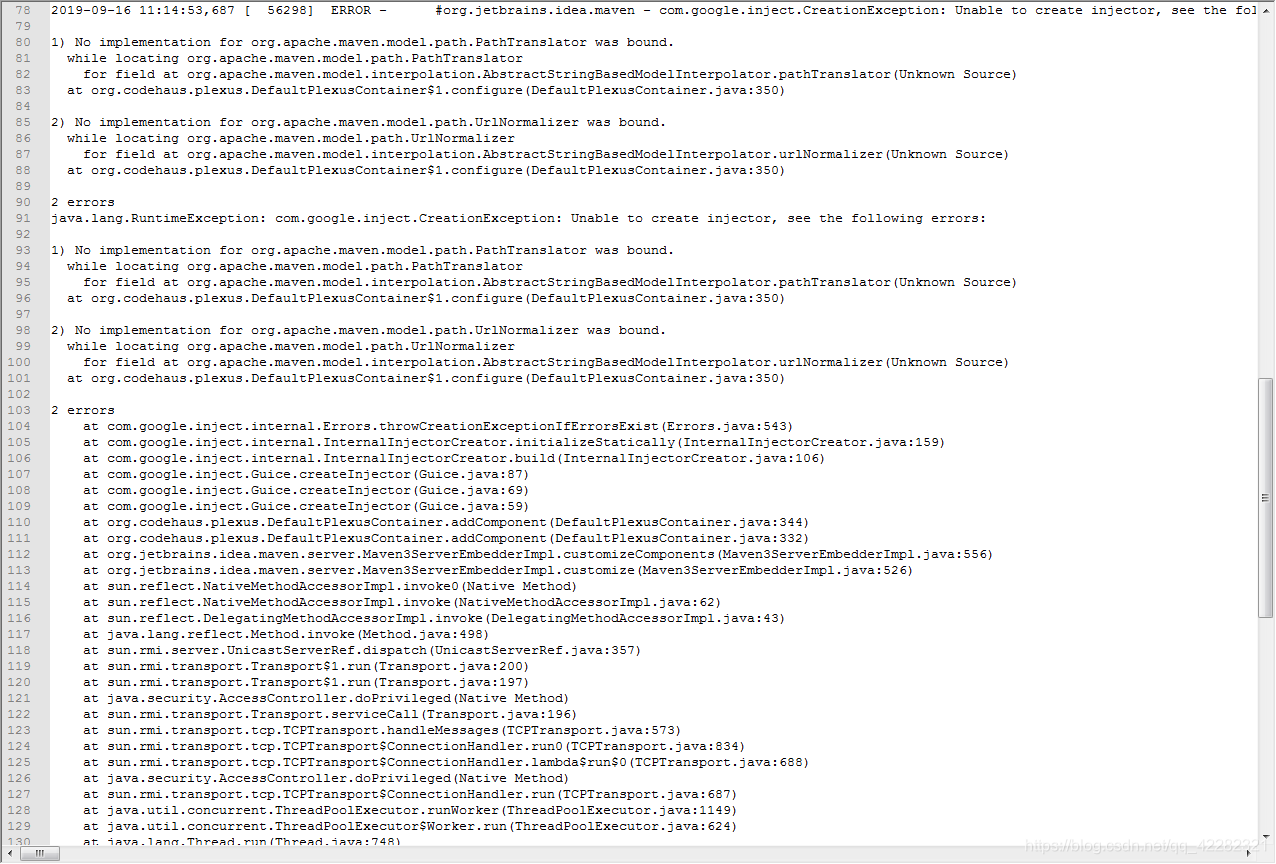 78 2019-09-16 11:14:53,687 [  56298]  ERROR -      #org.jetbrains.idea.maven - com.google.inject.CreationException: Unable to create injector, see the fol
79
80 1) No implementation for org.apache.maven.model.path.PathTranslator was bound.
81   while locating org.apache.maven.model.path.PathTranslator
82     for field at org.apache.maven.model.interpolation.AbstractStringBasedModelInterpolator.pathTranslator(Unknown Source)
83   at org.codehaus.plexus.DefaultPlexusContainer$1.configure(DefaultPlexusContainer.java:350)
84
85 2) No implementation for org.apache.maven.model.path.UrlNormalizer was bound.
86   while locating org.apache.maven.model.path.UrlNormalizer
87     for field at org.apache.maven.model.interpolation.AbstractStringBasedModelInterpolator.urlNormalizer(Unknown Source)
88   at org.codehaus.plexus.DefaultPlexusContainer$1.configure(DefaultPlexusContainer.java:350)
89
90 2 errors
91 java.lang.RuntimeException: com.google.inject.CreationException: Unable to create injector, see the following errors:
92
93 1) No implementation for org.apache.maven.model.path.PathTranslator was bound.
94   while locating org.apache.maven.model.path.PathTranslator
95     for field at org.apache.maven.model.interpolation.AbstractStringBasedModelInterpolator.pathTranslator(Unknown Source)
96   at org.codehaus.plexus.DefaultPlexusContainer$1.configure(DefaultPlexusContainer.java:350)
97
98 2) No implementation for org.apache.maven.model.path.UrlNormalizer was bound.
99   while locating org.apache.maven.model.path.UrlNormalizer
100     for field at org.apache.maven.model.interpolation.AbstractStringBasedModelInterpolator.urlNormalizer(Unknown Source)
101   at org.codehaus.plexus.DefaultPlexusContainer$1.configure(DefaultPlexusContainer.java:350)
102
103 2 errors
104     at com.google.inject.internal.Errors.throwCreationExceptionIfErrorsExist(Errors.java:543)
105     at com.google.inject.internal.InternalInjectorCreator.initializeStatically(InternalInjectorCreator.java:159)
106     at com.google.inject.internal.InternalInjectorCreator.build(InternalInjectorCreator.java:106)
107     at com.google.inject.Guice.createInjector(Guice.java:87)
108     at com.google.inject.Guice.createInjector(Guice.java:69)
109     at com.google.inject.Guice.createInjector(Guice.java:59)
110     at org.codehaus.plexus.DefaultPlexusContainer.addComponent(DefaultPlexusContainer.java:344)
111     at org.codehaus.plexus.DefaultPlexusContainer.addComponent(DefaultPlexusContainer.java:332)
112     at org.jetbrains.idea.maven.server.Maven3ServerEmbedderImpl.customizeComponents(Maven3ServerEmbedderImpl.java:556)
113     at org.jetbrains.idea.maven.server.Maven3ServerEmbedderImpl.customize(Maven3ServerEmbedderImpl.java:526)
114     at sun.reflect.NativeMethodAccessorImpl.invoke0(Native Method)
115     at sun.reflect.NativeMethodAccessorImpl.invoke(NativeMethodAccessorImpl.java:62)
116     at sun.reflect.DelegatingMethodAccessorImpl.invoke(DelegatingMethodAccessorImpl.java:43)
117     at java.lang.reflect.Method.invoke(Method.java:498)
118     at sun.rmi.server.UnicastServerRef.dispatch(UnicastServerRef.java:357)
119     at sun.rmi.transport.Transport$1.run(Transport.java:200)
120     at sun.rmi.transport.Transport$1.run(Transport.java:197)
121     at java.security.AccessController.doPrivileged(Native Method)
122     at sun.rmi.transport.Transport.serviceCall(Transport.java:196)
123     at sun.rmi.transport.tcp.TCPTransport.handleMessages(TCPTransport.java:573)
124     at sun.rmi.transport.tcp.TCPTransport$ConnectionHandler.run0(TCPTransport.java:834)
125     at sun.rmi.transport.tcp.TCPTransport$ConnectionHandler.lambda$run$0(TCPTransport.java:688)
126     at java.security.AccessController.doPrivileged(Native Method)
127     at sun.rmi.transport.tcp.TCPTransport$ConnectionHandler.run(TCPTransport.java:687)
128     at java.util.concurrent.ThreadPoolExecutor.runWorker(ThreadPoolExecutor.java:1149)
129     at java.util.concurrent.ThreadPoolExecutor$Worker.run(ThreadPoolExecutor.java:624)
130     at java.lang.Thread.run(Thread.java:748)